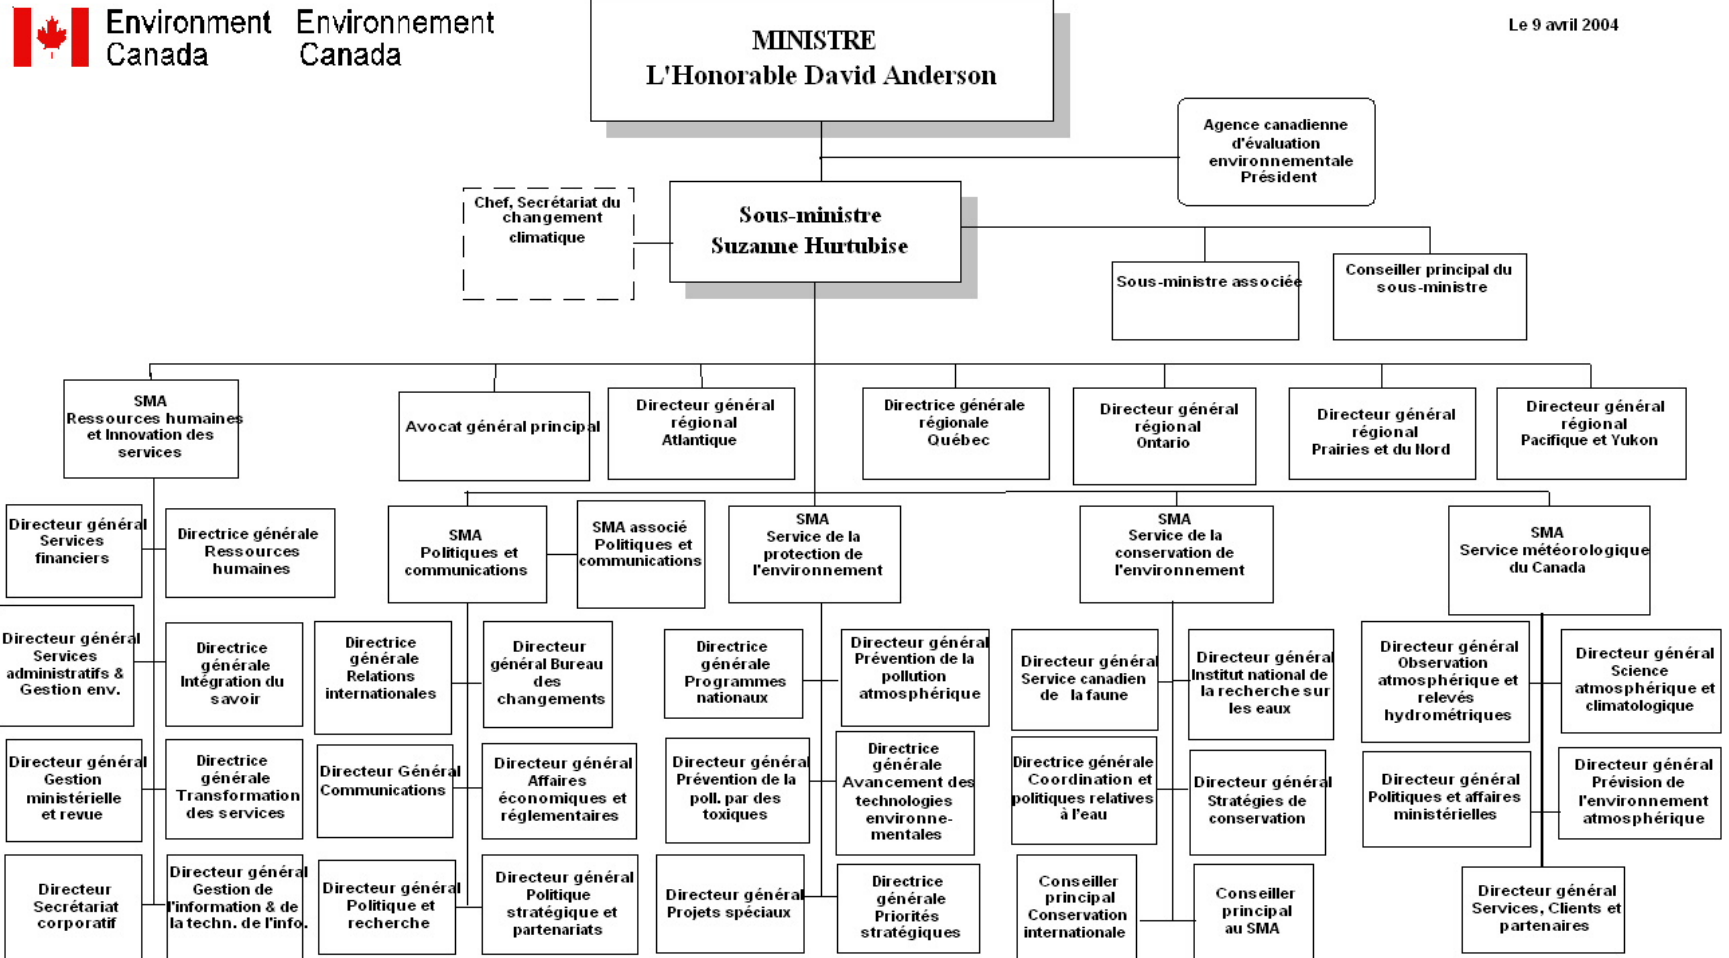 Environment Environnement
Canada Canada
MINISTRE
L'Honorable David Anderson
Le 9 avril 2004
Agence canadienne
d'évaluation
environnementale
Président
Chef, Secrétariat du
changement
climatique
Sous-ministre
Suzanne Hurtubise
Sous-ministre associée
Conseiller principal du
sous-ministre
SMA
Ressources humaines
et Innovation des
services
Avocat général principal
Directeur général
régional
Atlantique
Directrice générale
régionale
Québec
Directeur général
régional
Ontario
Directeur général
régional
Prairies et du Nord
Directeur général
régional
Pacifique et Yukon
Directeur général
Services
financiers
Directrice générale
Ressources
humaines
SMA
Politiques et
communications
SMA associé
Politiques et
communications
SMA
Service de la
protection de
l'environnement
SMA
Service de la
conservation de
l'environnement
SMA
Service météorologique
du Canada
Directeur général
Services
administratifs &
Gestion env.
Directrice
générale
Intégration du
savoir
Directrice
générale
Relations
internationales
Directeur
général Bureau
des
changements
Directrice
générale
Programmes
nationaux
Directeur général
Prévention de la
pollution
atmosphérique
Directeur général
Service canadien
de la faune
Directeur général
Institut national de
la recherche sur
les eaux
Directeur général
Observation
atmosphérique et
relevés
hydrométriques
Directeur général
Science
atmosphérique et
climatologique
Directeur général
Gestion
ministérielle
et revue
Directrice
générale
Transformation
des services
Directeur Général
Communications
Directeur général
Affaires
économiques et
réglementaires
Directeur général
Prévention de la
poll. par des
toxiques
Directrice
générale
Avancement des
technologies
environne-
mentales
Directrice générale
Coordination et
politiques relatives
à l'eau
Directeur général
Stratégies de
conservation
Directeur général
Politiques et affaires
ministérielles
Directeur général
Prévision de
l'environnement
atmosphérique
Directeur
Secrétariat
corporatif
Directeur général
Gestion de
l'information & de
la techn. de l'info.
Directeur général
Politique et
recherche
Directeur général
Politique
stratégique et
partenariats
Directeur général
Projets spéciaux
Directrice
générale
Priorités
stratégiques
Conseiller
principal
Conservation
internationale
Conseiller
principal
au SMA
Directeur général
Services, Clients et
partenaires